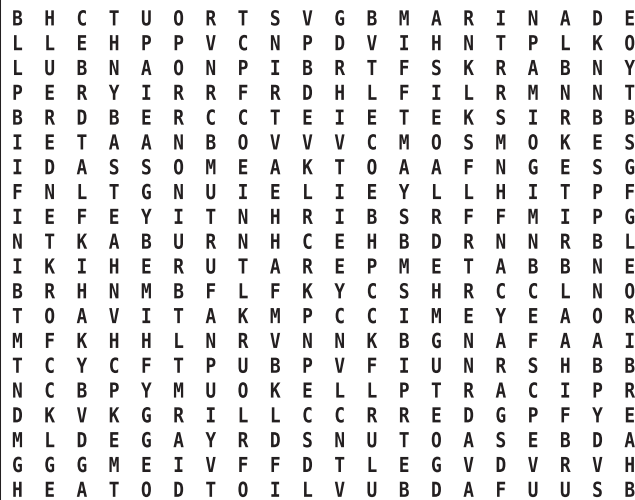 B H C T U O R T S V G B M A R I N A D E
L L E H P P V C N P D V I H N T P L K O
L U B N A O N P I B R T F S K R A B N Y
P E R Y I R R F R D H L F I L R M N N T
B R D B E R C C T E I E T E K S I R B B
I E T A A N B O V V V C M O S M O K E S
I D A S S O M E A K T O A A F N G E S G
F N L T G N U I E L I E Y L L H I T P F
I E F E Y I T N H R I B S R F F M I P G
N T K A B U R N H C E H B D R N N R B L
I K I H E R U T A R E P M E T A B B N E
B R H N M B F L F K Y C S H R C C L N O
T O A V I T A K M P C C I M E Y E A O R
M F K H H L N R V N N K B G N A F A A I
T C Y C F T P U B P V F I U N R S H B B
N C B P Y M U O K E L L P T R A C I P R
D K V K G R I L L C C R R E D G P F Y E
M L D E G A Y R D S N U T O A S E B D A
G G G M E I V F F D T L E G V D V R V H
H E A T O D T O I L V U B D A F U U S B